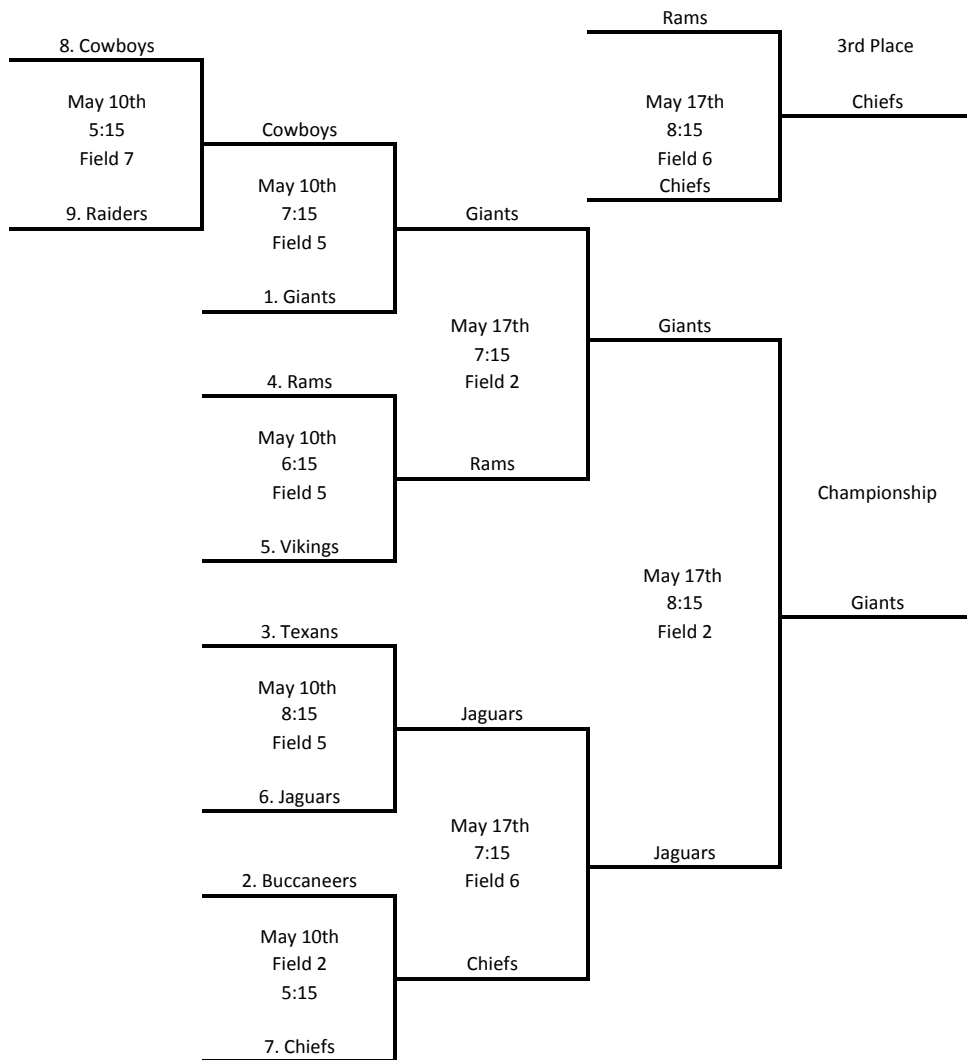 Rams
8. Cowboys
3rd Place
May 10th
5:15
Field 7
May 17th
8:15
Field 6
Chiefs
Chiefs
Cowboys
9. Raiders
May 10th
7:15
Field 5
Giants
1. Giants
May 17th
7:15
Field 2
Giants
4. Rams
May 10th
6:15
Field 5
Rams
5. Vikings
Championship
May 17th
8:15
Field 2
Giants
3. Texans
May 10th
8:15
Field 5
Jaguars
6. Jaguars
May 17th
7:15
Field 6
Jaguars
2. Buccaneers
May 10th
Field 2
5:15
Chiefs
7. Chiefs